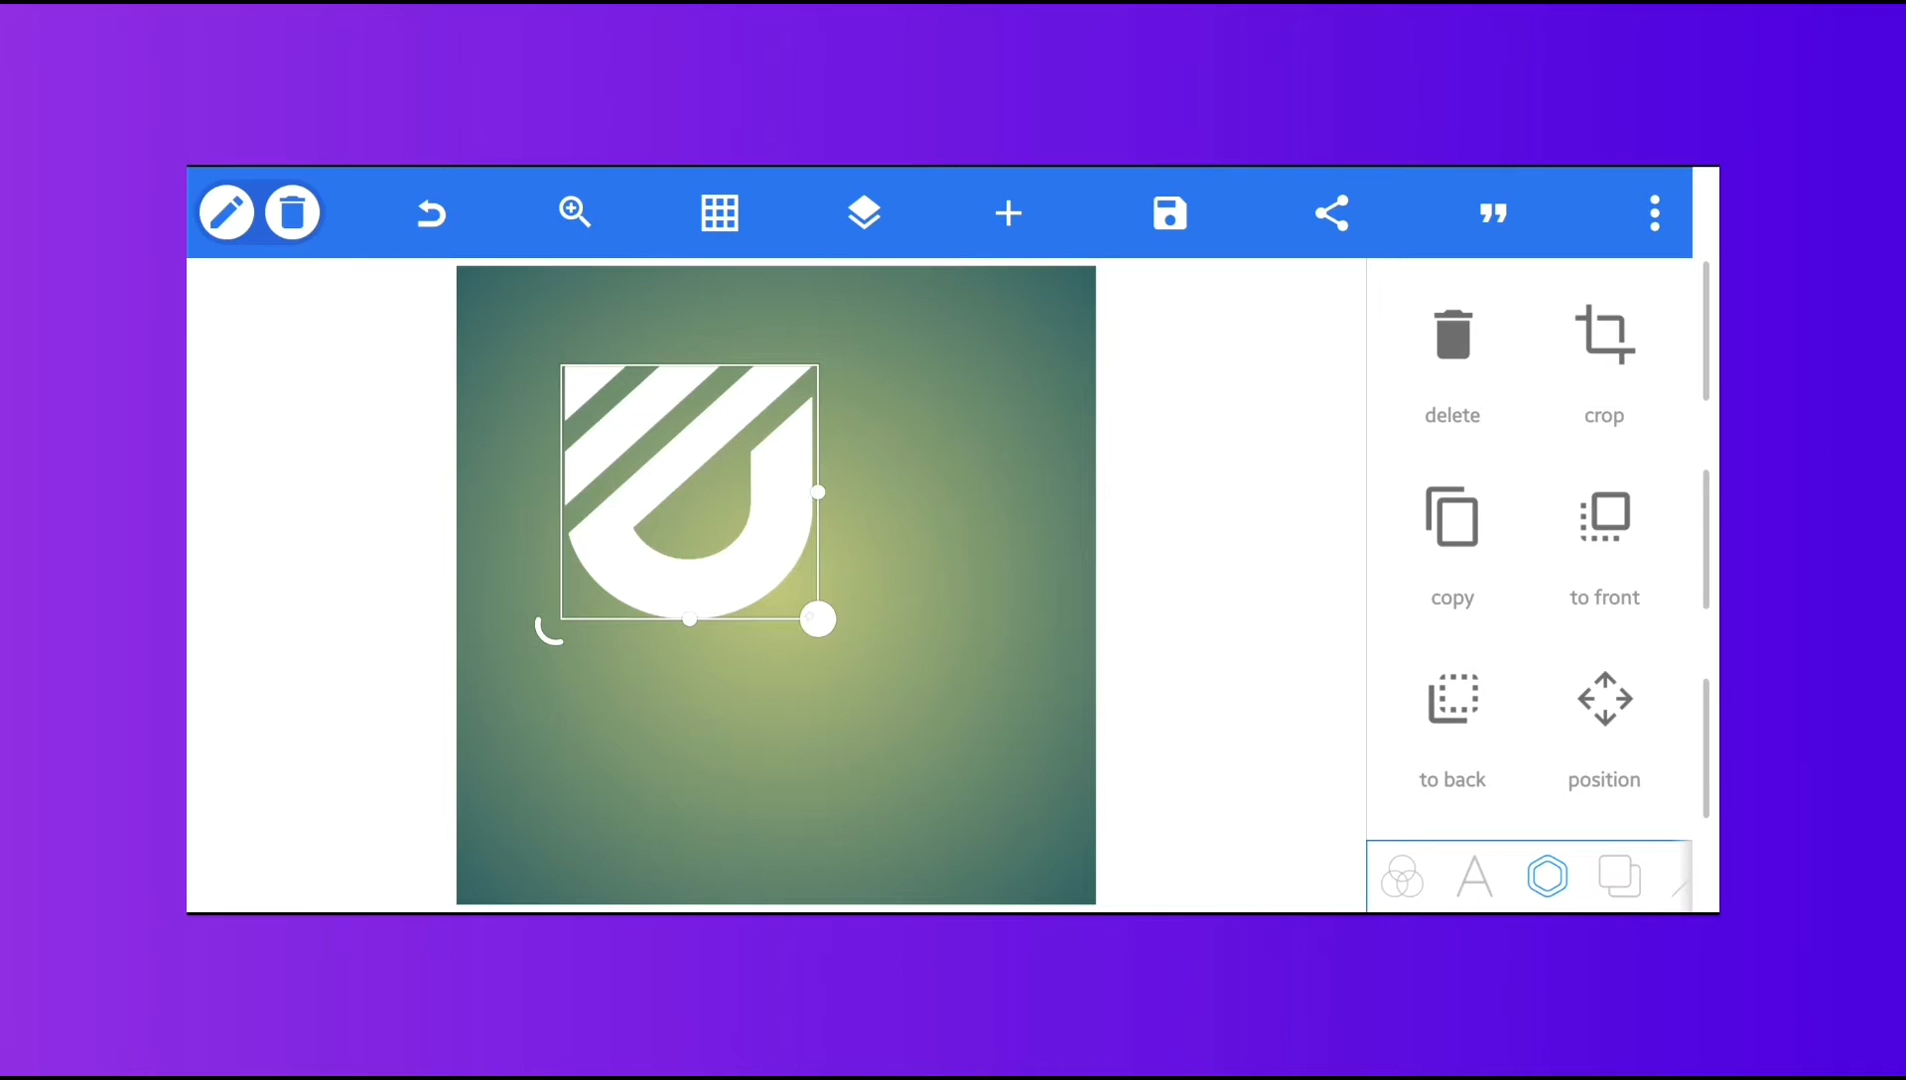 delete
crop
copy
to front
to back
position